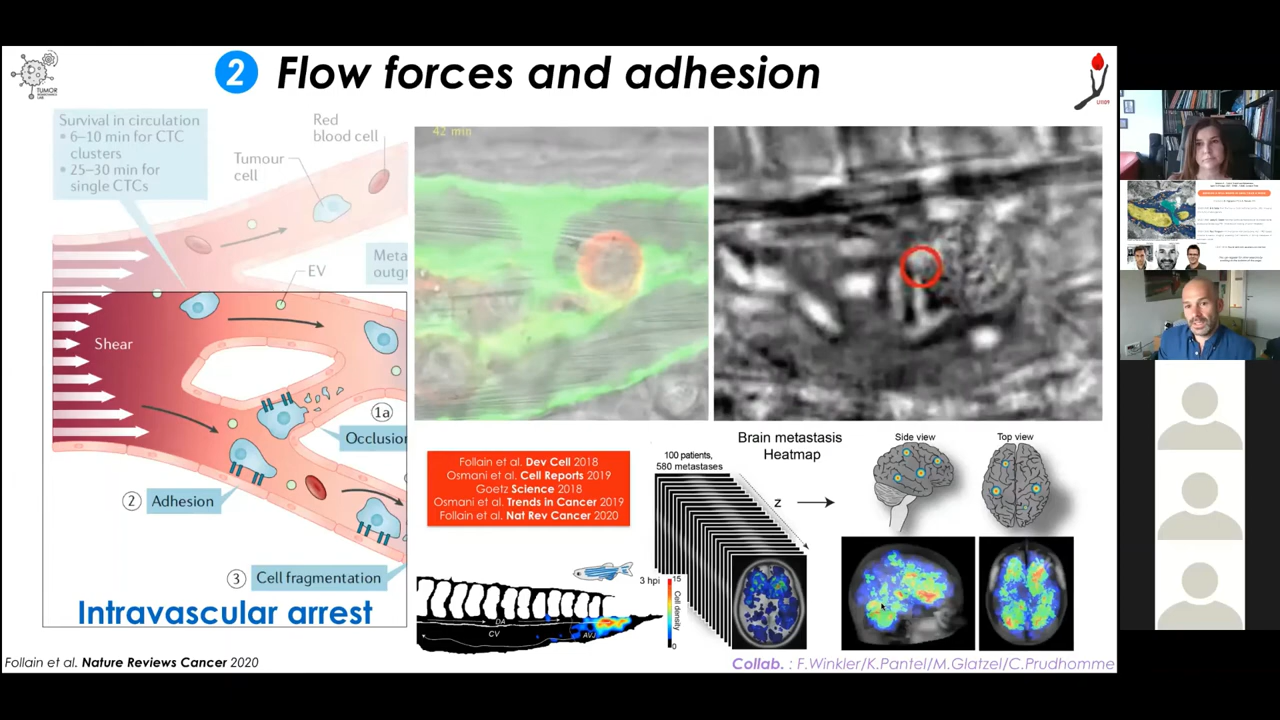 2 Flow forces and adhesion
TUMOR
Survival in circulation
▪ 6–10 min for CTC
clusters
▪ 25–30 min for
single CTCs
Red
blood cell
Tumour
cell
EV
Meta
outg
Shear
1a
Occlusion
2 Adhesion
3 Cell fragmentation
Intravascular arrest
Follain et al. Nature Reviews Cancer 2020
42 min
Follain et al. Dev Cell 2018
Osmani et al. Cell Reports 2019
Goetz Science 2018
Osmani et al. Trends in Cancer 2019
Follain et al. Nat Rev Cancer 2020
3 hpi
15
Cell density
0
DA
CV
AVJ
100 patients,
580 metastases
z
Brain metastasis
Heatmap
Side view
Top view
Collab. : F.Winkler/K.Pantel/M.Glatzel/C.Prudhomme